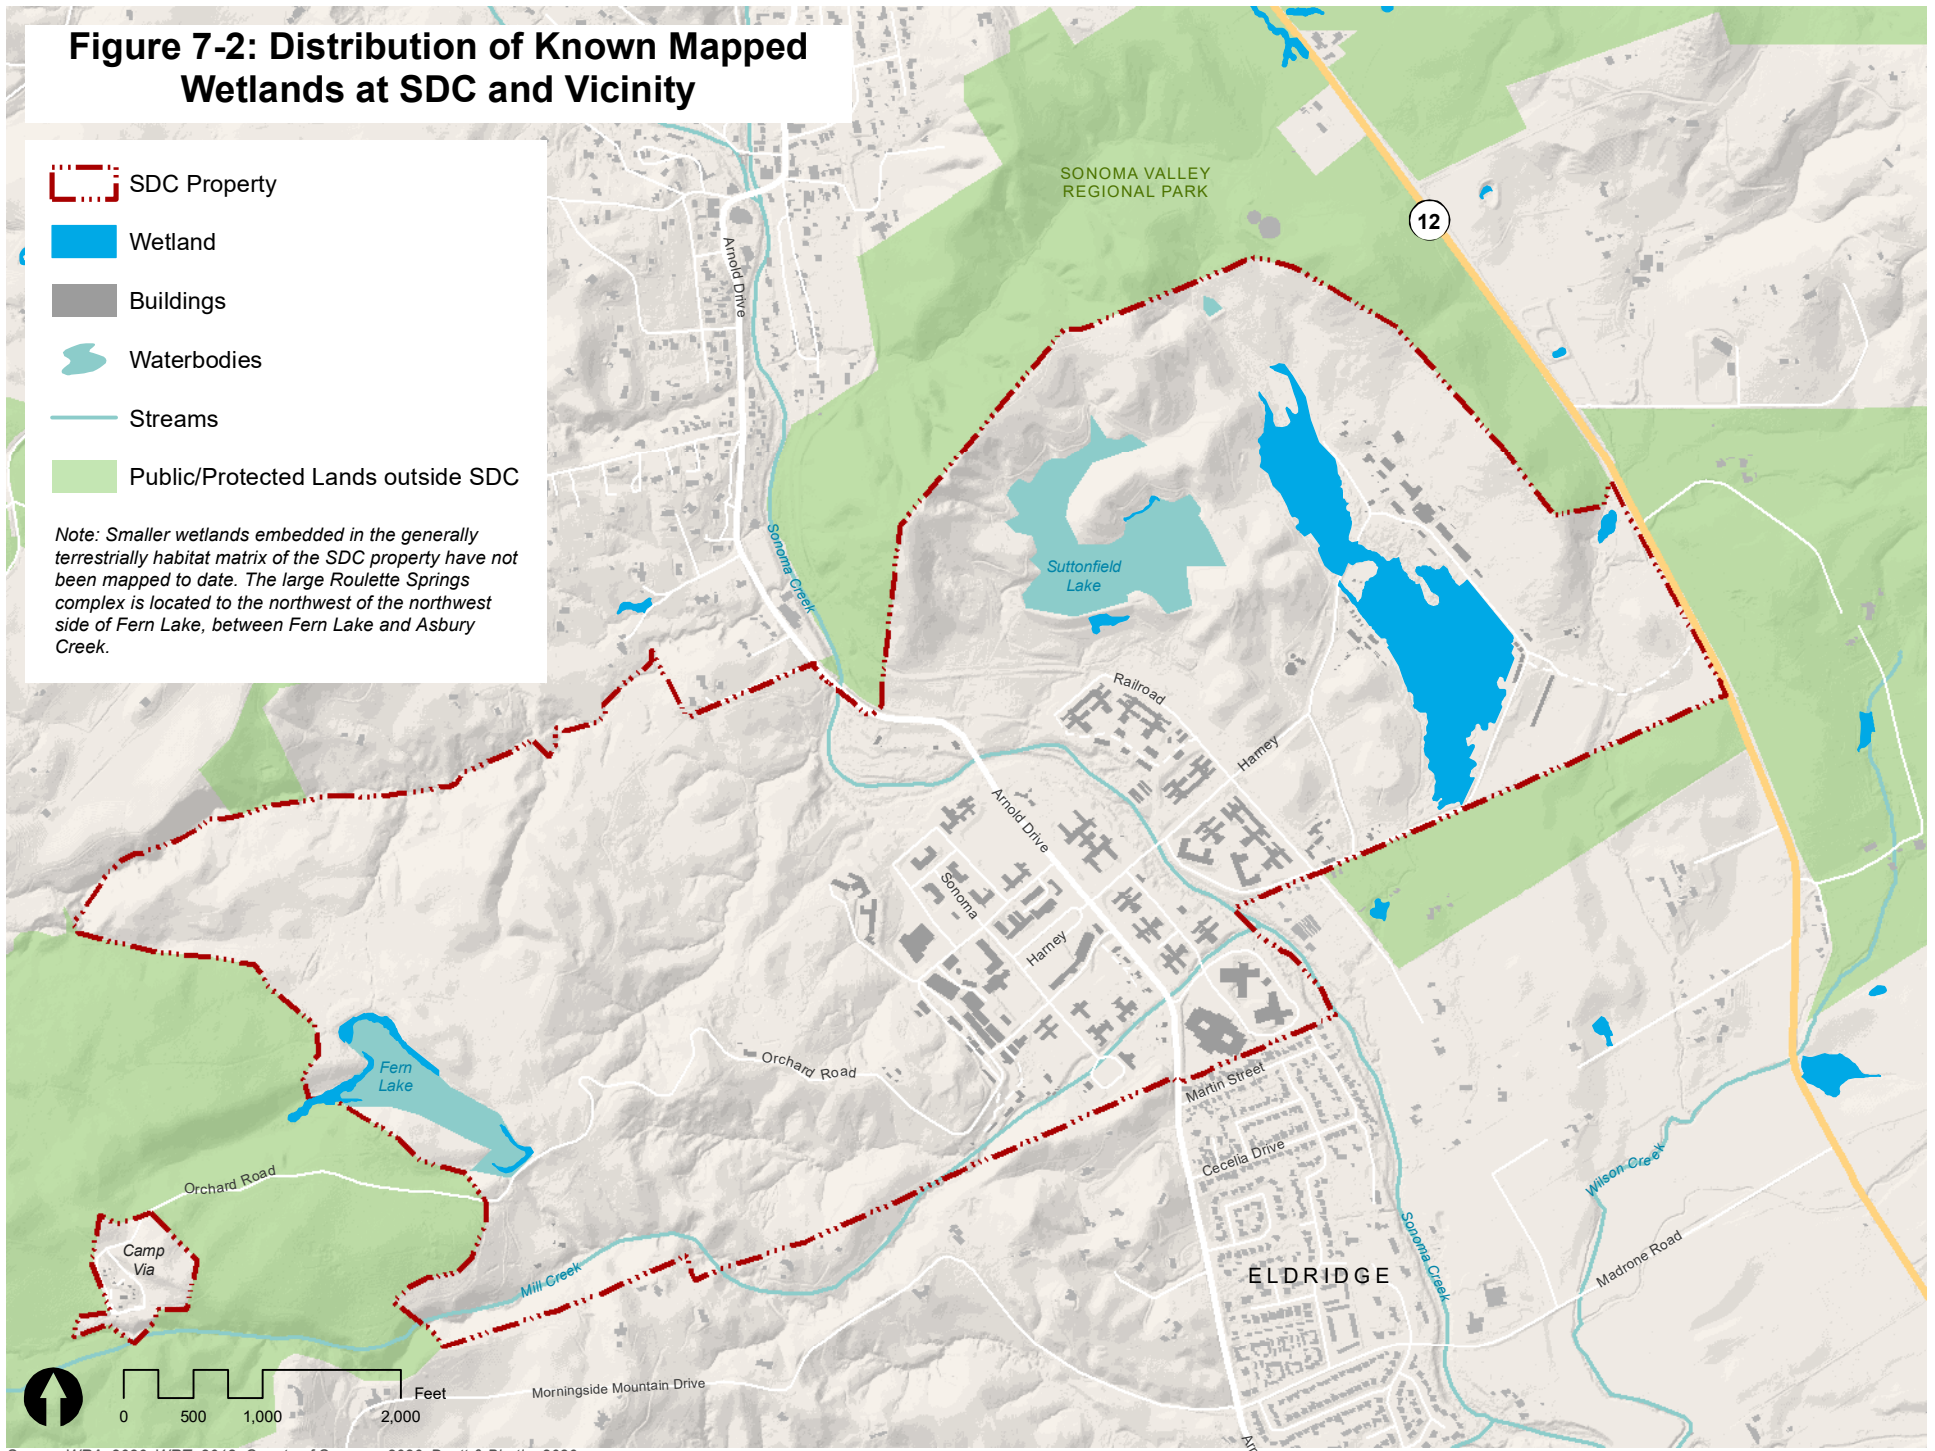 Figure 7-2: Distribution of Known Mapped
Wetlands at SDC and Vicinity
SDC Property
Wetland
Buildings
Waterbodies
Streams
Public/Protected Lands outside SDC
Note: Smaller wetlands embedded in the generally
terrestrially habitat matrix of the SDC property have not
been mapped to date. The large Roulette Springs
complex is located to the northwest of the northwest
side of Fern Lake, between Fern Lake and Asbury
Creek.
SONOMA VALLEY
REGIONAL PARK
12
Arnold Drive
Sonoma Creek
Suttonfield
Lake
Railroad
Harney
Arnold Drive
Sonoma
Harney
Orchard Road
Fern
Lake
Martin Street
Cecelia Drive
Orchard Road
Camp
Via
Mill Creek
Wilson Creek
Sonoma Creek
Madrone Road
ELDRIDGE
Morningside Mountain Drive
Feet
0
500
1,000
2,000